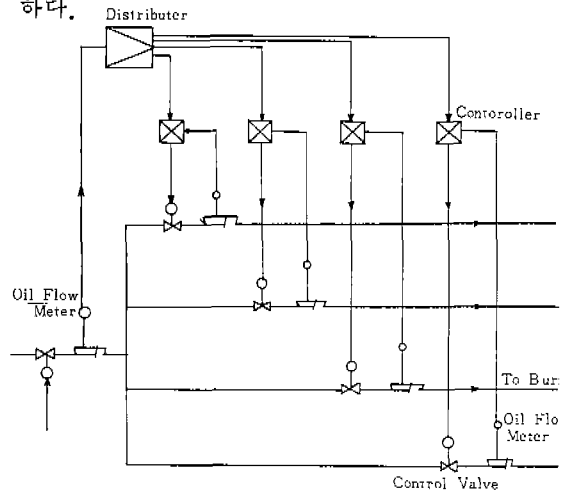 하다.
Distributer
Contoroller
Oil Flow
Meter
To Bur
Oil Flo
Meter
Control Valve